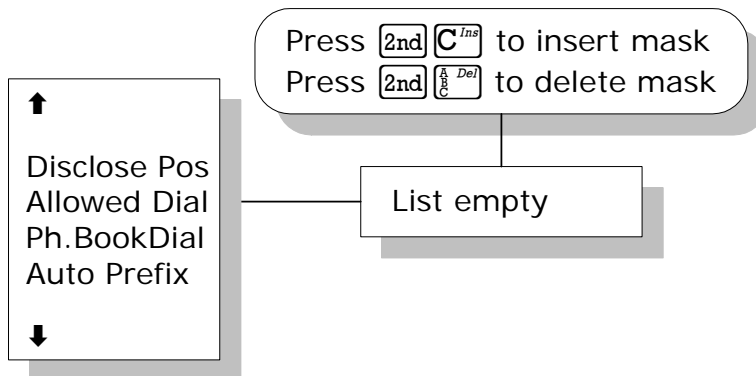 Press 2nd C Ins to insert mask
Press 2nd A B C Del to delete mask
Disclose Pos
Allowed Dial
Ph.BookDial
Auto Prefix
List empty